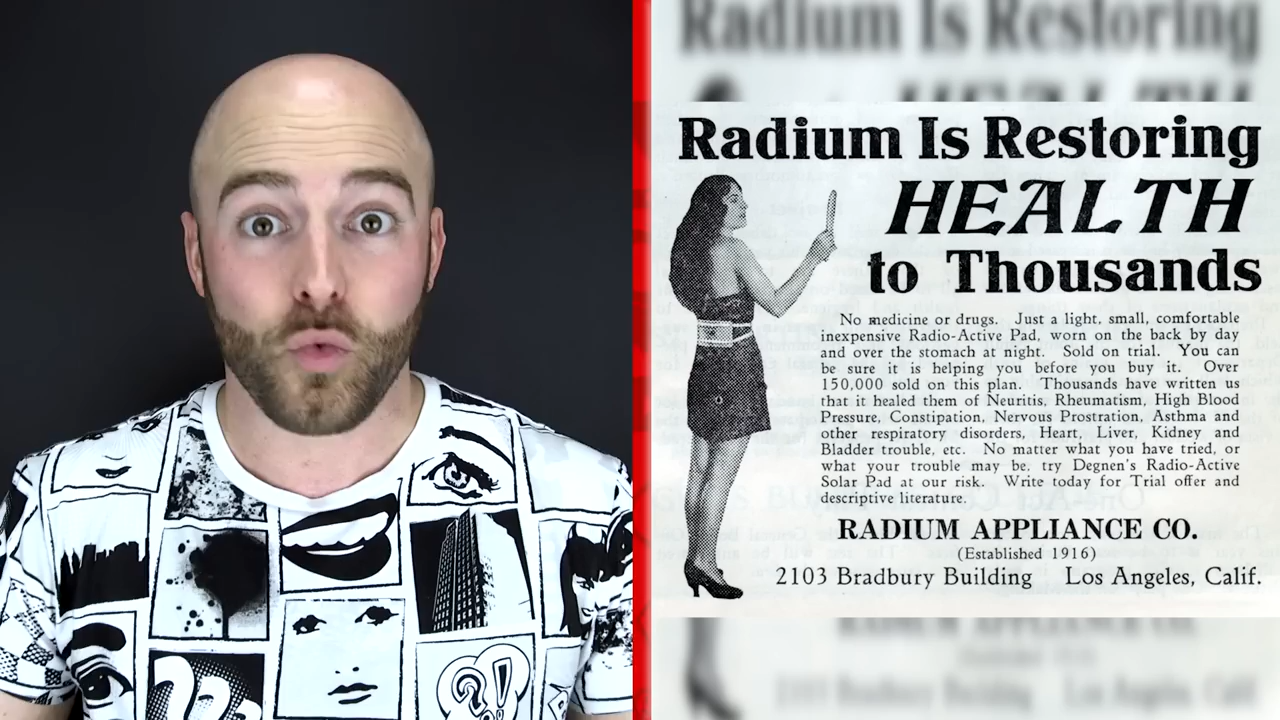 Radium Is Restoring
Radium Is Restoring
HEALTH
to Thousands
No medicine or drugs. Just a light, small, comfortable
inexpensive Radio-Active Pad, worn on the back by day
and over the stomach at night. Sold on trial. You can
be sure it is helping you before you buy it. Over
150,000 sold on this plan. Thousands have written us
that it healed them of Neuritis, Rheumatism, High Blood
Pressure, Constipation, Nervous Prostration, Asthma and
other respiratory disorders, Heart, Liver, Kidney and
Bladder trouble, etc. No matter what you have tried, or
what your trouble may be, try Degnen's Radio-Active
Solar Pad at our risk. Write today for Trial offer and
descriptive literature.
RADIUM APPLIANCE CO.
(Established 1916)
2103 Bradbury Building Los Angeles, Calif.
?!